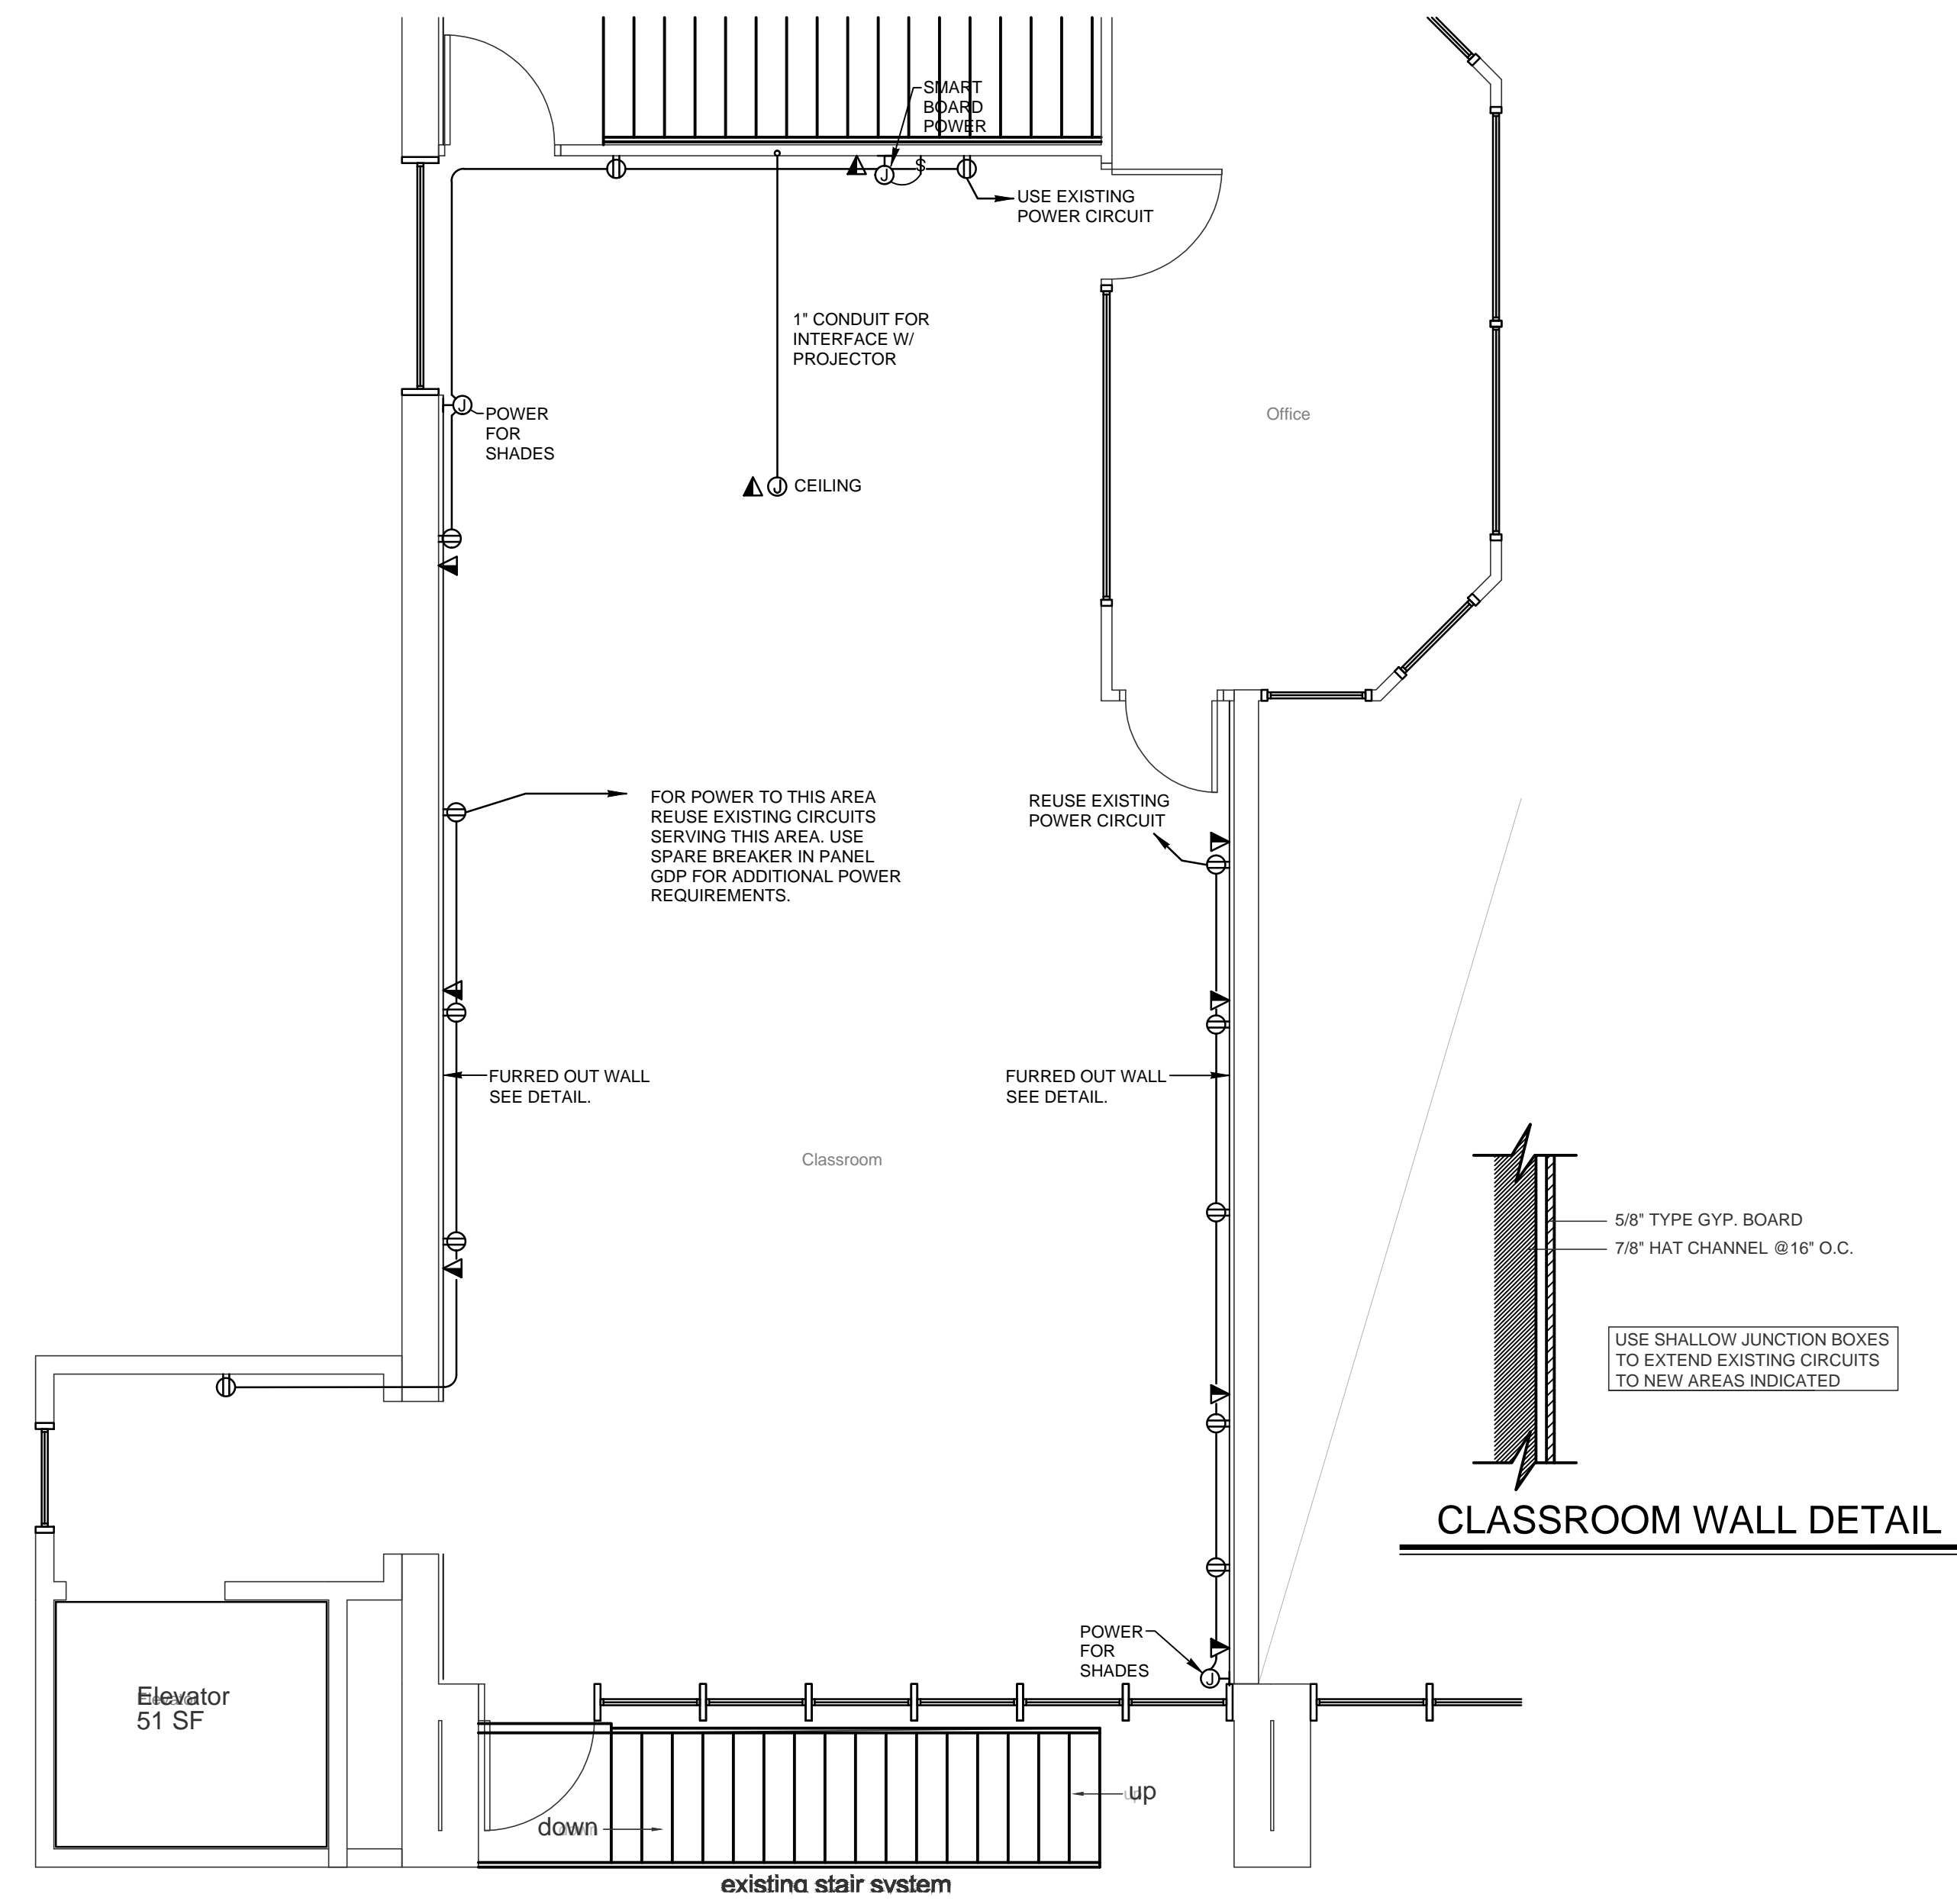 SMART
BOARD
POWER
J
$
USE EXISTING
POWER CIRCUIT
1" CONDUIT FOR
INTERFACE W/
PROJECTOR
J
POWER
FOR
SHADES
Office
J
CEILING
FOR POWER TO THIS AREA
REUSE EXISTING CIRCUITS
SERVING THIS AREA. USE
SPARE BREAKER IN PANEL
GDP FOR ADDITIONAL POWER
REQUIREMENTS.
REUSE EXISTING
POWER CIRCUIT
FURRED OUT WALL
SEE DETAIL.
FURRED OUT WALL
SEE DETAIL.
Classroom
5/8" TYPE GYP. BOARD
7/8" HAT CHANNEL @16" O.C.
USE SHALLOW JUNCTION BOXES
TO EXTEND EXISTING CIRCUITS
TO NEW AREAS INDICATED
CLASSROOM WALL DETAIL
POWER
FOR
SHADES
J
Elevator
Elevator
51 SF
up
up
down
down
existing stair system